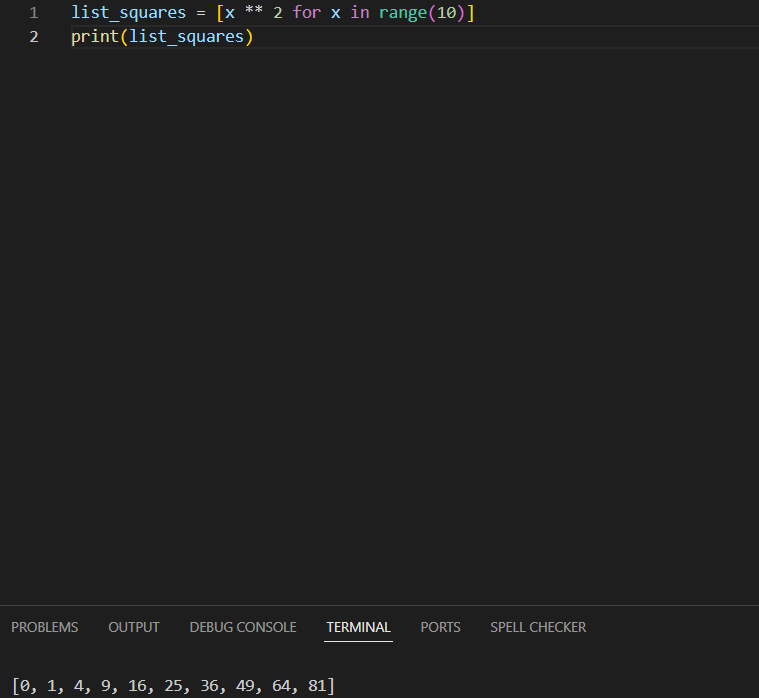 1 list_squares = [x ** 2 for x in range(10)]
2 print(list_squares)
PROBLEMS OUTPUT DEBUG CONSOLE TERMINAL PORTS SPELL CHECKER
[0, 1, 4, 9, 16, 25, 36, 49, 64, 81]